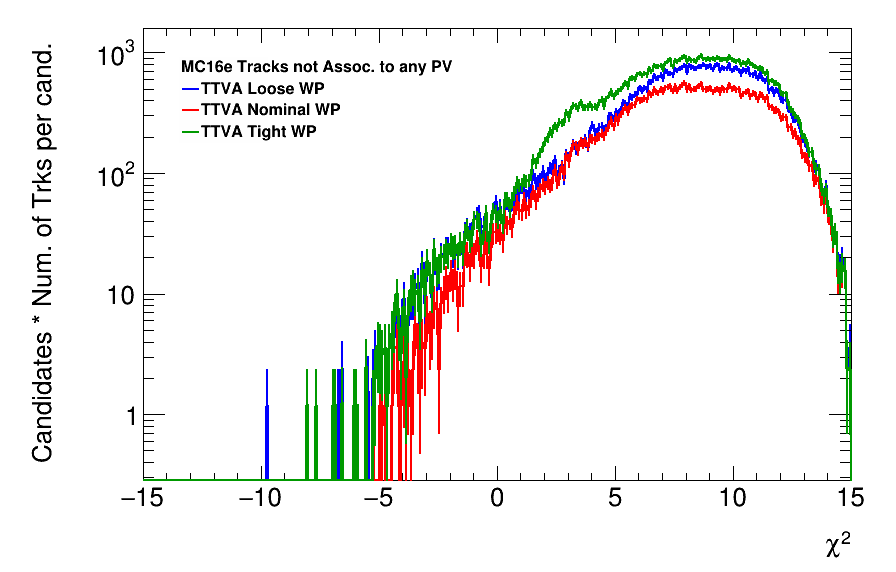 10³
10²
10
1
Candidates * Num. of Trks per cand.
MC16e Tracks not Assoc. to any PV
TTVA Loose WP
TTVA Nominal WP
TTVA Tight WP
−15 −10 −5 0 5 10 15
χ²